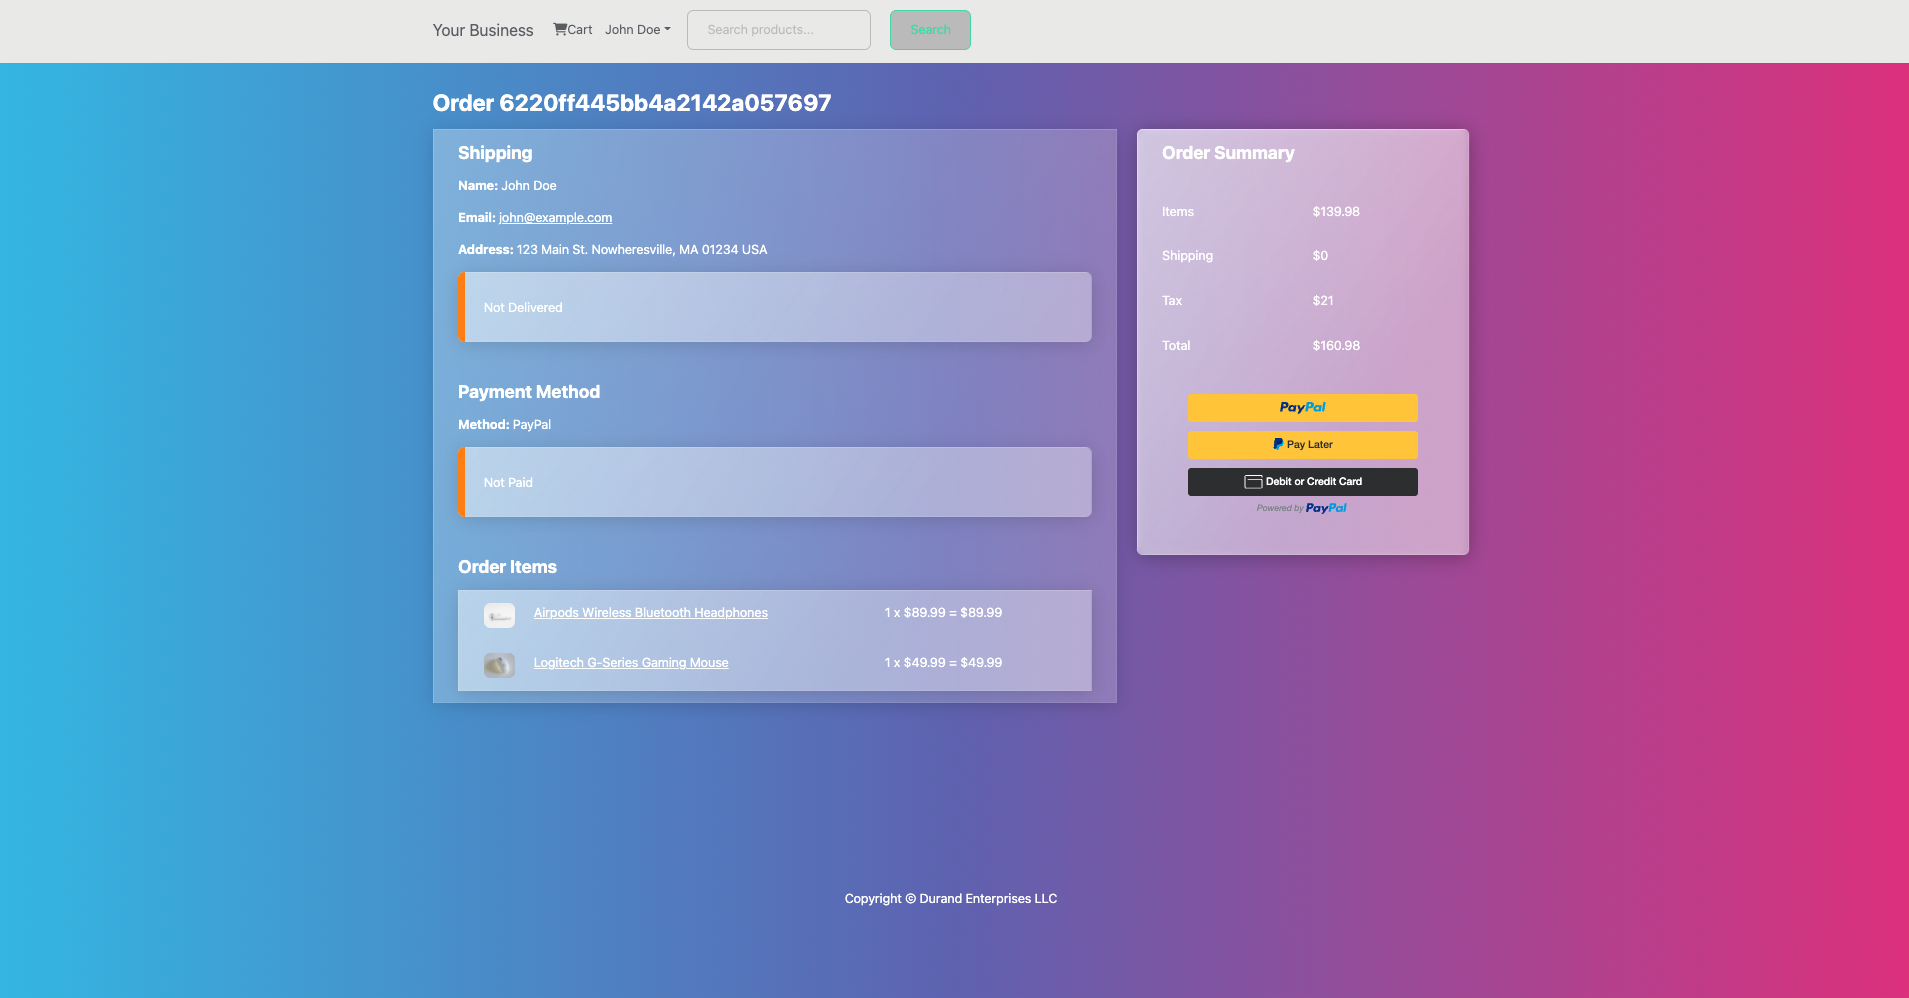 Your Business Cart John Doe Search products... Search
Order 6220ff445bb4a2142a057697
Shipping
Name: John Doe
Email: john@example.com
Address: 123 Main St. Nowheresville, MA 01234 USA
Not Delivered
Payment Method
Method: PayPal
Not Paid
Order Items
Airpods Wireless Bluetooth Headphones 1 x $89.99 = $89.99
Logitech G-Series Gaming Mouse 1 x $49.99 = $49.99
Order Summary
Items $139.98
Shipping $0
Tax $21
Total $160.98
PayPal
Pay Later
Debit or Credit Card
Powered by PayPal
Copyright © Durand Enterprises LLC